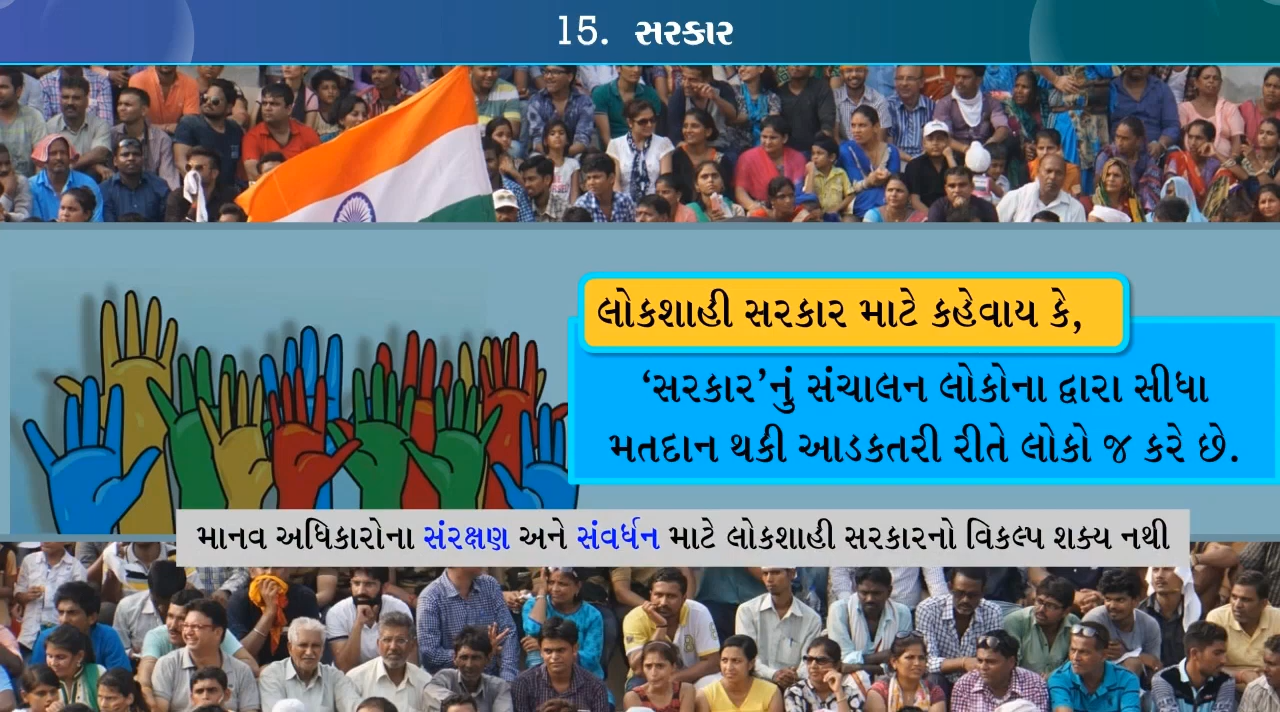 15. સરકાર
લોકશાહી સરકાર માટે કહેવાય કે,
‘સરકાર’નું સંચાલન લોકોના દ્વારા સીધા
મતદાન થકી આડકતરી રીતે લોકો જ કરે છે.
માનવ અધિકારોના સંરક્ષણ અને સંવર્ધન માટે લોકશાહી સરકારનો વિકલ્પ શક્ય નથી